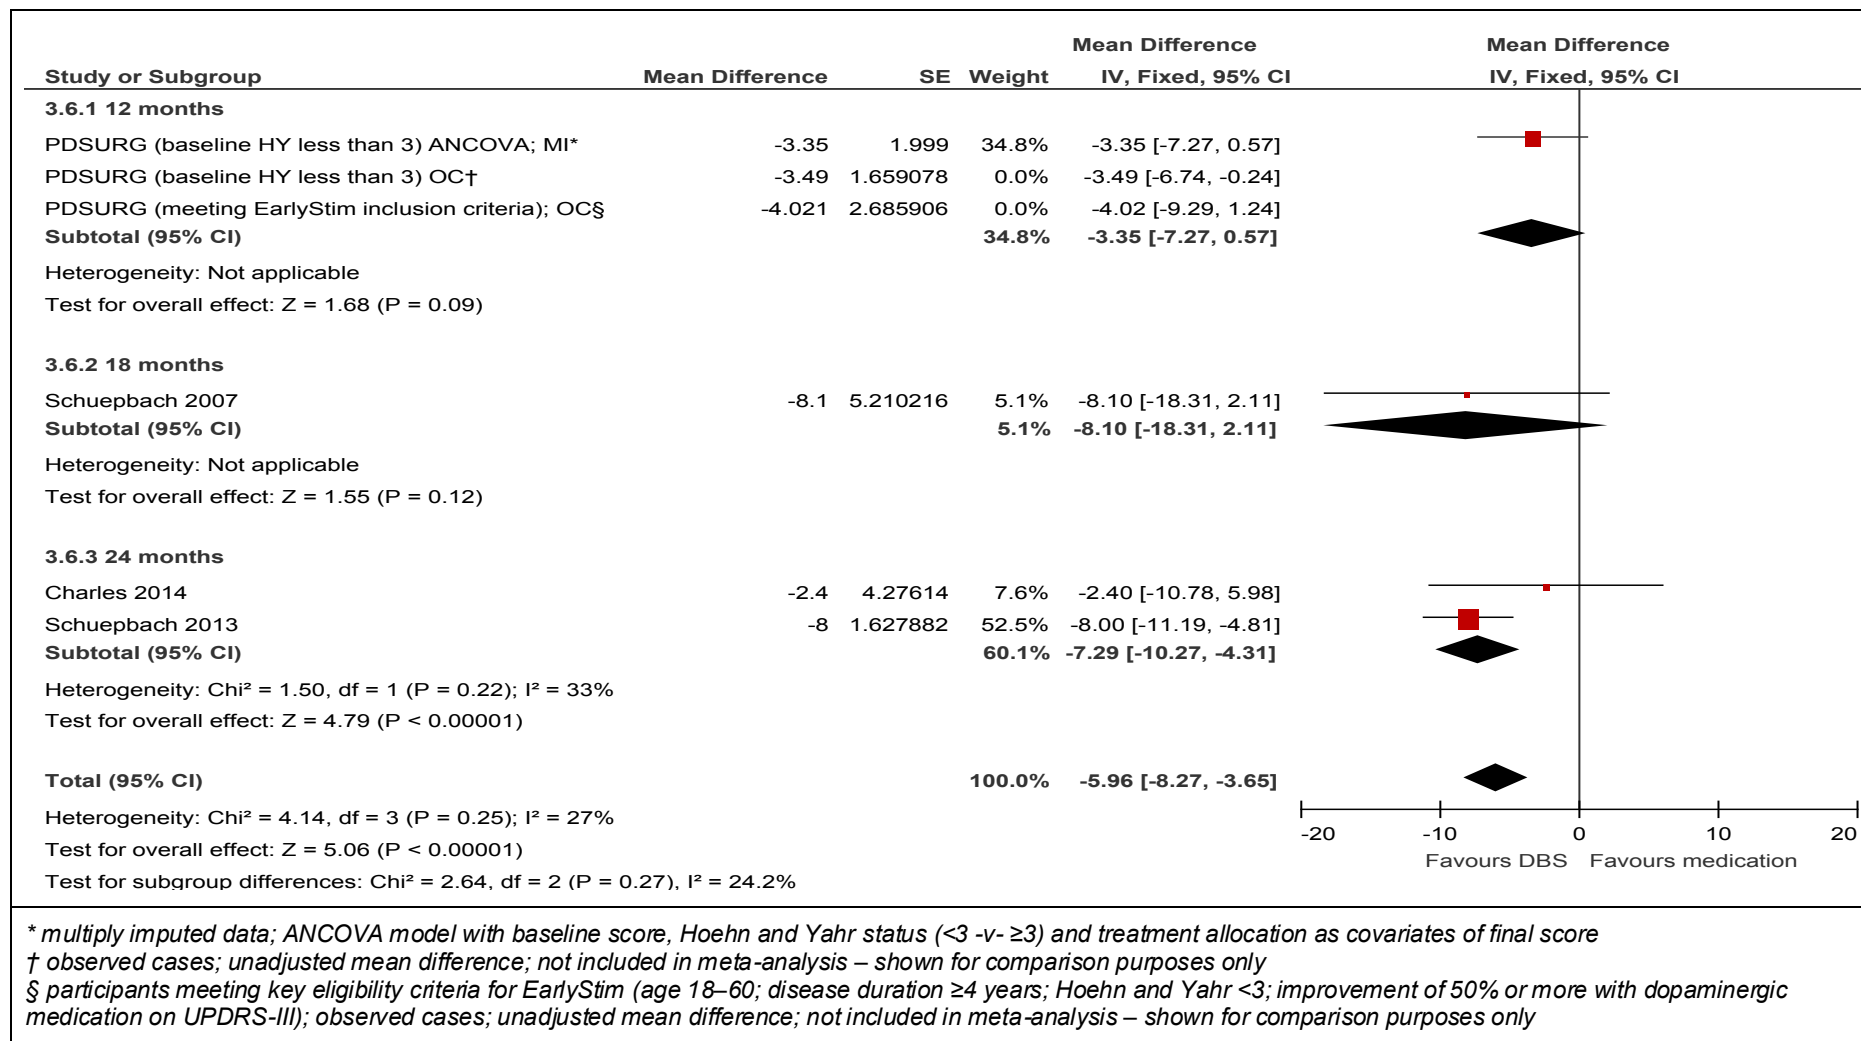 Mean Difference Mean Difference
Study or Subgroup Mean Difference SE Weight IV, Fixed, 95% CI IV, Fixed, 95% CI
3.6.1 12 months
PDSURG (baseline HY less than 3) ANCOVA; MI* -3.35 1.999 34.8% -3.35 [-7.27, 0.57]
PDSURG (baseline HY less than 3) OC† -3.49 1.659078 0.0% -3.49 [-6.74, -0.24]
PDSURG (meeting EarlyStim inclusion criteria); OC§ -4.021 2.685906 0.0% -4.02 [-9.29, 1.24]
Subtotal (95% CI) 34.8% -3.35 [-7.27, 0.57]
Heterogeneity: Not applicable
Test for overall effect: Z = 1.68 (P = 0.09)
3.6.2 18 months
Schuepbach 2007 -8.1 5.210216 5.1% -8.10 [-18.31, 2.11]
Subtotal (95% CI) 5.1% -8.10 [-18.31, 2.11]
Heterogeneity: Not applicable
Test for overall effect: Z = 1.55 (P = 0.12)
3.6.3 24 months
Charles 2014 -2.4 4.27614 7.6% -2.40 [-10.78, 5.98]
Schuepbach 2013 -8 1.627882 52.5% -8.00 [-11.19, -4.81]
Subtotal (95% CI) 60.1% -7.29 [-10.27, -4.31]
Heterogeneity: Chi² = 1.50, df = 1 (P = 0.22); I² = 33%
Test for overall effect: Z = 4.79 (P < 0.00001)
Total (95% CI) 100.0% -5.96 [-8.27, -3.65]
Heterogeneity: Chi² = 4.14, df = 3 (P = 0.25); I² = 27%
Test for overall effect: Z = 5.06 (P < 0.00001)
Test for subgroup differences: Chi² = 2.64, df = 2 (P = 0.27), I² = 24.2%
-20 -10 0 10 20
Favours DBS Favours medication
* multiply imputed data; ANCOVA model with baseline score, Hoehn and Yahr status (<3 -v- ≥3) and treatment allocation as covariates of final score
† observed cases; unadjusted mean difference; not included in meta-analysis – shown for comparison purposes only
§ participants meeting key eligibility criteria for EarlyStim (age 18–60; disease duration ≥4 years; Hoehn and Yahr <3; improvement of 50% or more with dopaminergic
medication on UPDRS-III); observed cases; unadjusted mean difference; not included in meta-analysis – shown for comparison purposes only